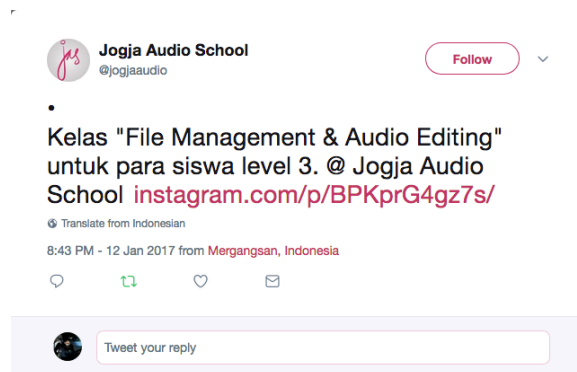 jas
Jogja Audio School
@jogjaaudio
Follow
•
Kelas "File Management & Audio Editing"
untuk para siswa level 3. @ Jogja Audio
School instagram.com/p/BPKprG4gz7s/
Translate from Indonesian
8:43 PM - 12 Jan 2017 from Mergangsan, Indonesia
Tweet your reply